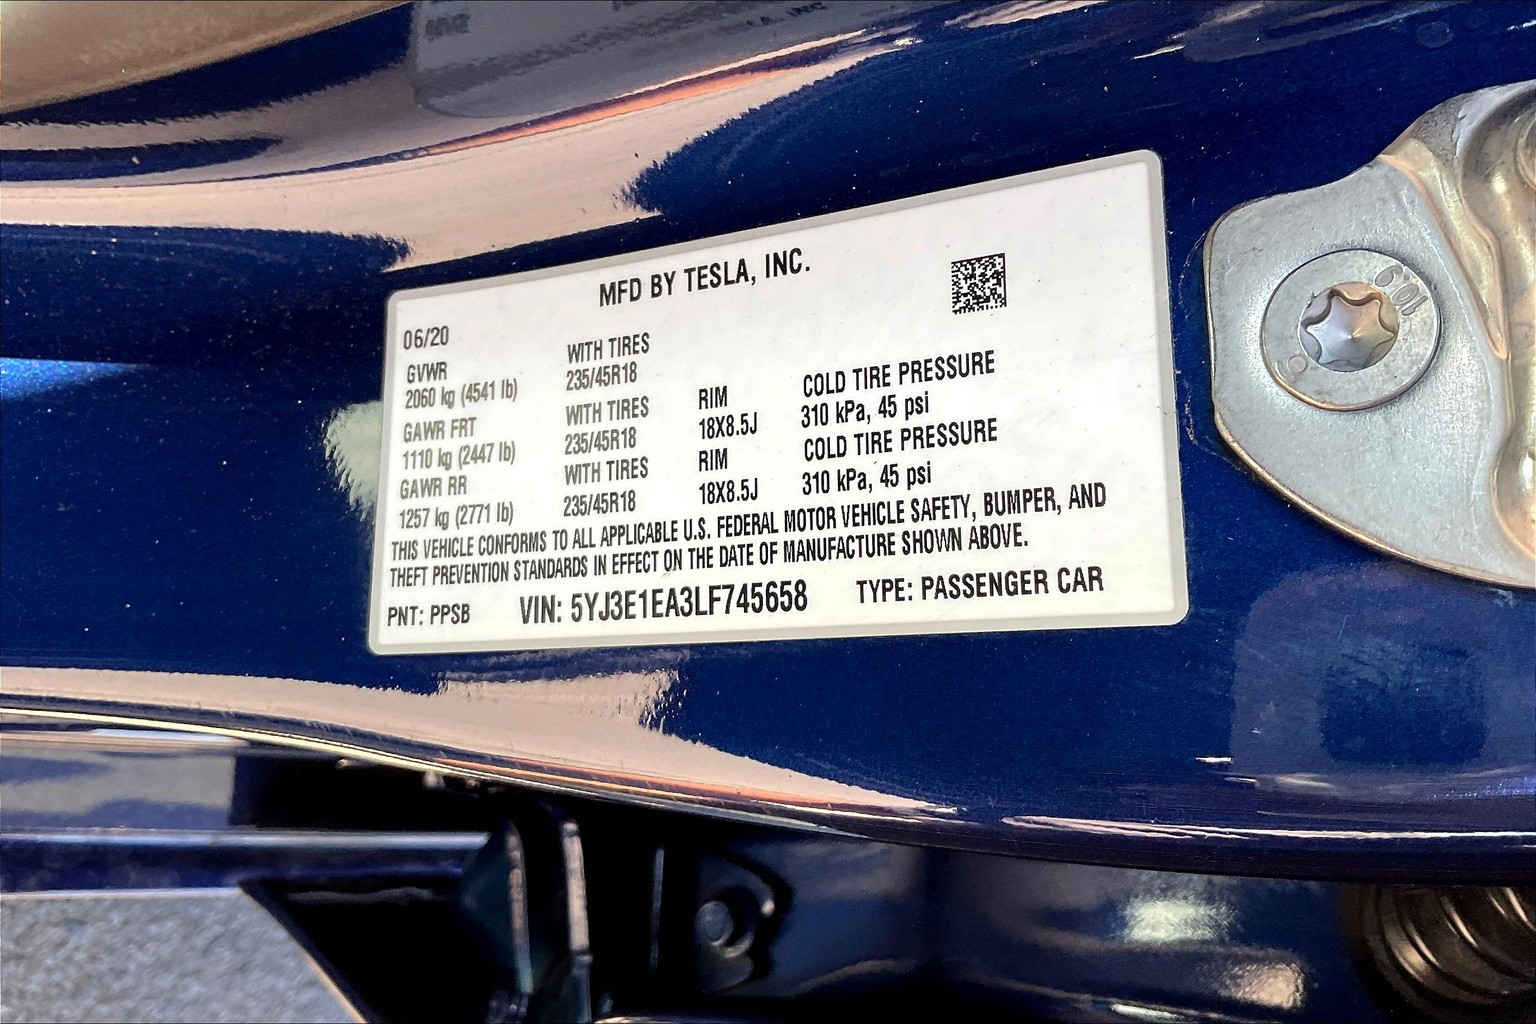 MFD BY TESLA, INC.
06/20
GVWR WITH TIRES
2060 kg (4541 lb) 235/45R18
GAWR FRT WITH TIRES RIM COLD TIRE PRESSURE
1110 kg (2447 lb) 235/45R18 18X8.5J 310 kPa, 45 psi
GAWR RR WITH TIRES RIM COLD TIRE PRESSURE
1257 kg (2771 lb) 235/45R18 18X8.5J 310 kPa, 45 psi
THIS VEHICLE CONFORMS TO ALL APPLICABLE U.S. FEDERAL MOTOR VEHICLE SAFETY, BUMPER, AND
THEFT PREVENTION STANDARDS IN EFFECT ON THE DATE OF MANUFACTURE SHOWN ABOVE.
PNT: PPSB VIN: 5YJ3E1EA3LF745658 TYPE: PASSENGER CAR
10.9